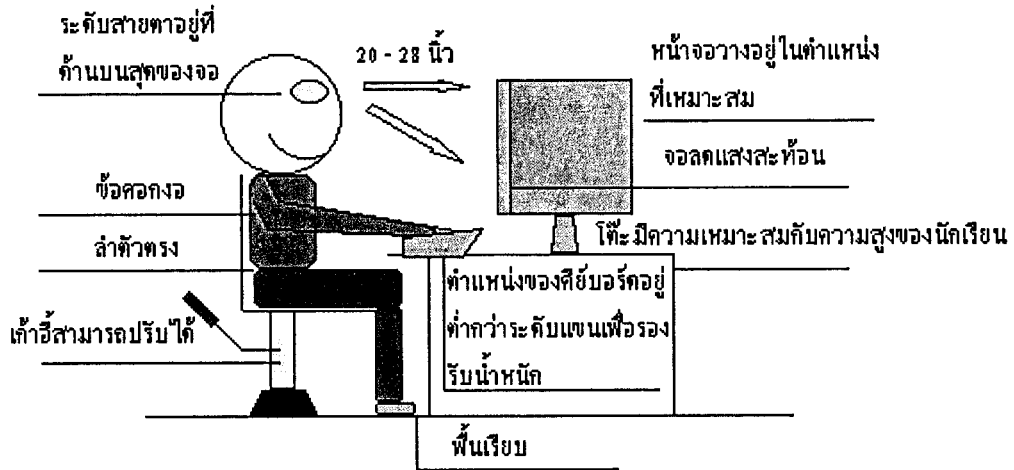 ระดับสายตาอยู่ที่
ด้านบนสุดของจอ
20 - 28 นิ้ว
หน้าจอวางอยู่ในตำแหน่ง
ที่เหมาะสม
จอลดแสงสะท้อน
ข้อศอกงอ
ลำตัวตรง
โต๊ะมีความเหมาะสมกับความสูงของนักเรียน
เก้าอี้สามารถปรับได้
ตำแหน่งของคีย์บอร์ดอยู่
ต่ำกว่าระดับแขนเพื่อรอง
รับน้ำหนัก
พื้นเรียบ